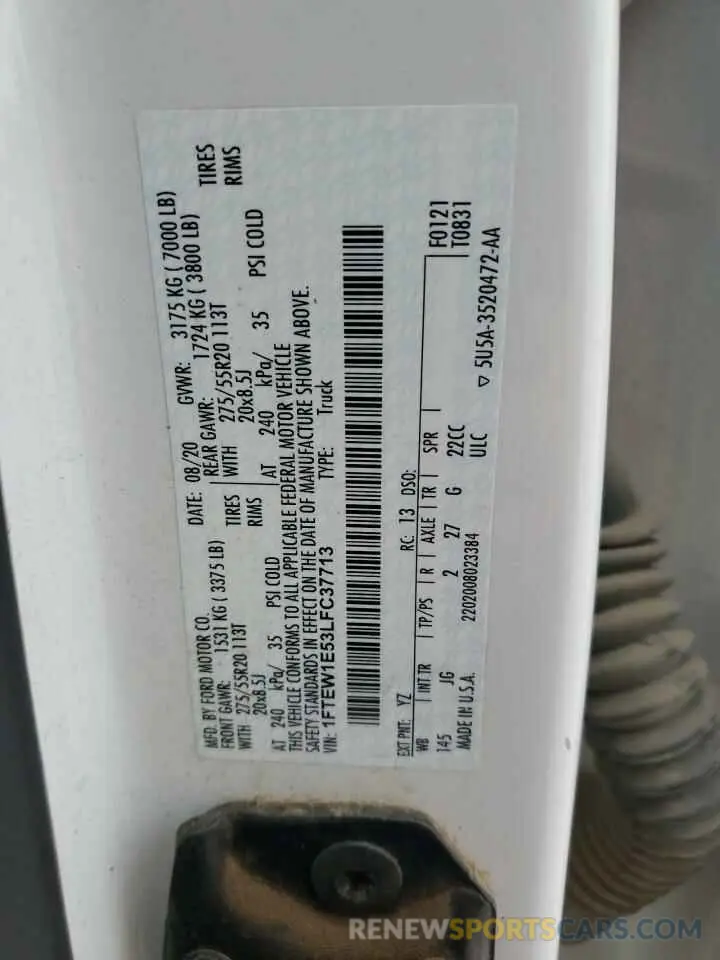 MFD. BY FORD MOTOR CO. DATE: 08/20 GVWR: 3175 KG ( 7000 LB)
FRONT GAWR: 1531 KG ( 3375 LB) REAR GAWR: 1724 KG ( 3800 LB)
WITH 275/55R20 113T TIRES WITH 275/55R20 113T TIRES
20x8.5J RIMS 20x8.5J RIMS
AT 240 kPa/ 35 PSI COLD AT 240 kPa/ 35 PSI COLD
THIS VEHICLE CONFORMS TO ALL APPLICABLE FEDERAL MOTOR VEHICLE
SAFETY STANDARDS IN EFFECT ON THE DATE OF MANUFACTURE SHOWN ABOVE.
VIN: 1FTEW1E53LFC37713 TYPE: Truck
EXT PNT: YZ RC: 13 DSO: F0121
WB INT TR TP/PS R AXLE TR SPR T0831
145 JG 2 27 G 22CC
MADE IN U.S.A. 2202008023384 ULC ▽ 5U5A-3520472-AA
RENEWSPORTSCARS.COM